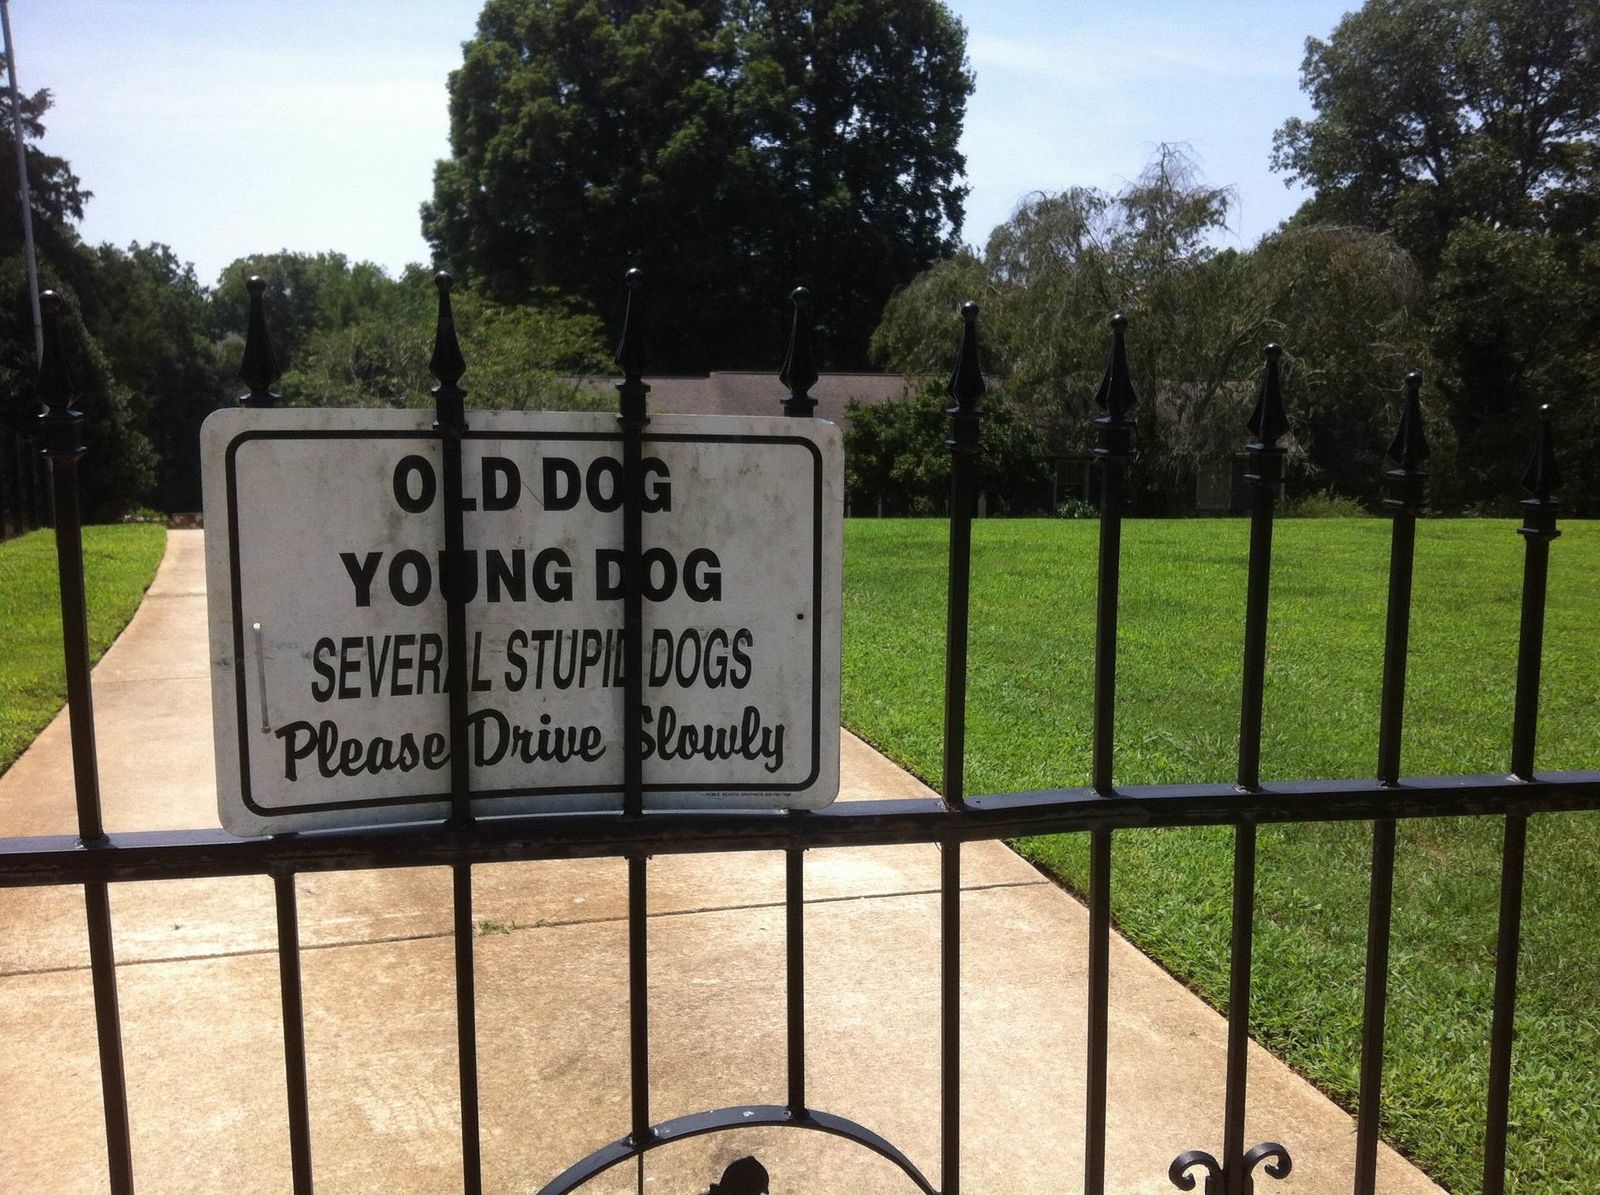 OLD DOG
YOUNG DOG
SEVERAL STUPID DOGS
Please Drive Slowly